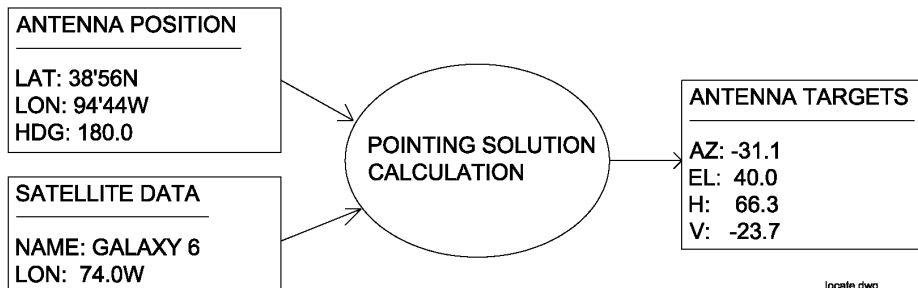 ANTENNA POSITION
LAT: 38'56N
LON: 94'44W
HDG: 180.0
SATELLITE DATA
NAME: GALAXY 6
LON: 74.0W
POINTING SOLUTION
CALCULATION
ANTENNA TARGETS
AZ: -31.1
EL: 40.0
H: 66.3
V: -23.7
locate.dwg